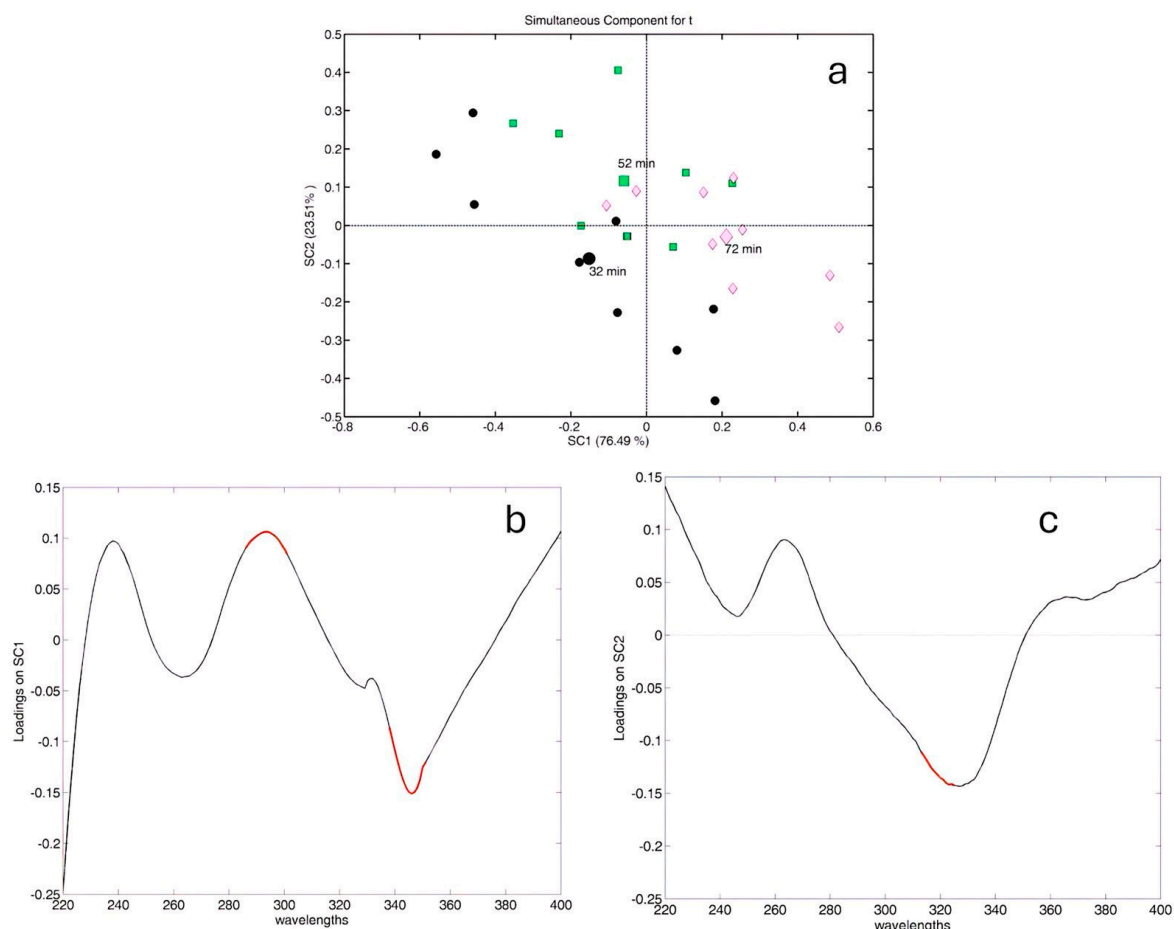 Simultaneous Component for t
a
0.5
0.4
0.3
0.2
0.1
0
-0.1
-0.2
-0.3
-0.4
-0.5
SC2 (23.51% )
52 min
72 min
32 min
-0.8 -0.6 -0.4 -0.2 0 0.2 0.4 0.6
SC1 (76.49 %)
b
0.15
0.1
0.05
0
-0.05
-0.1
-0.15
-0.2
-0.25
Loadings on SC1
220 240 260 280 300 320 340 360 380 400
wavelengths
c
0.15
0.1
0.05
0
-0.05
-0.1
-0.15
-0.2
-0.25
Loadings on SC2
220 240 260 280 300 320 340 360 380 400
wavelengths